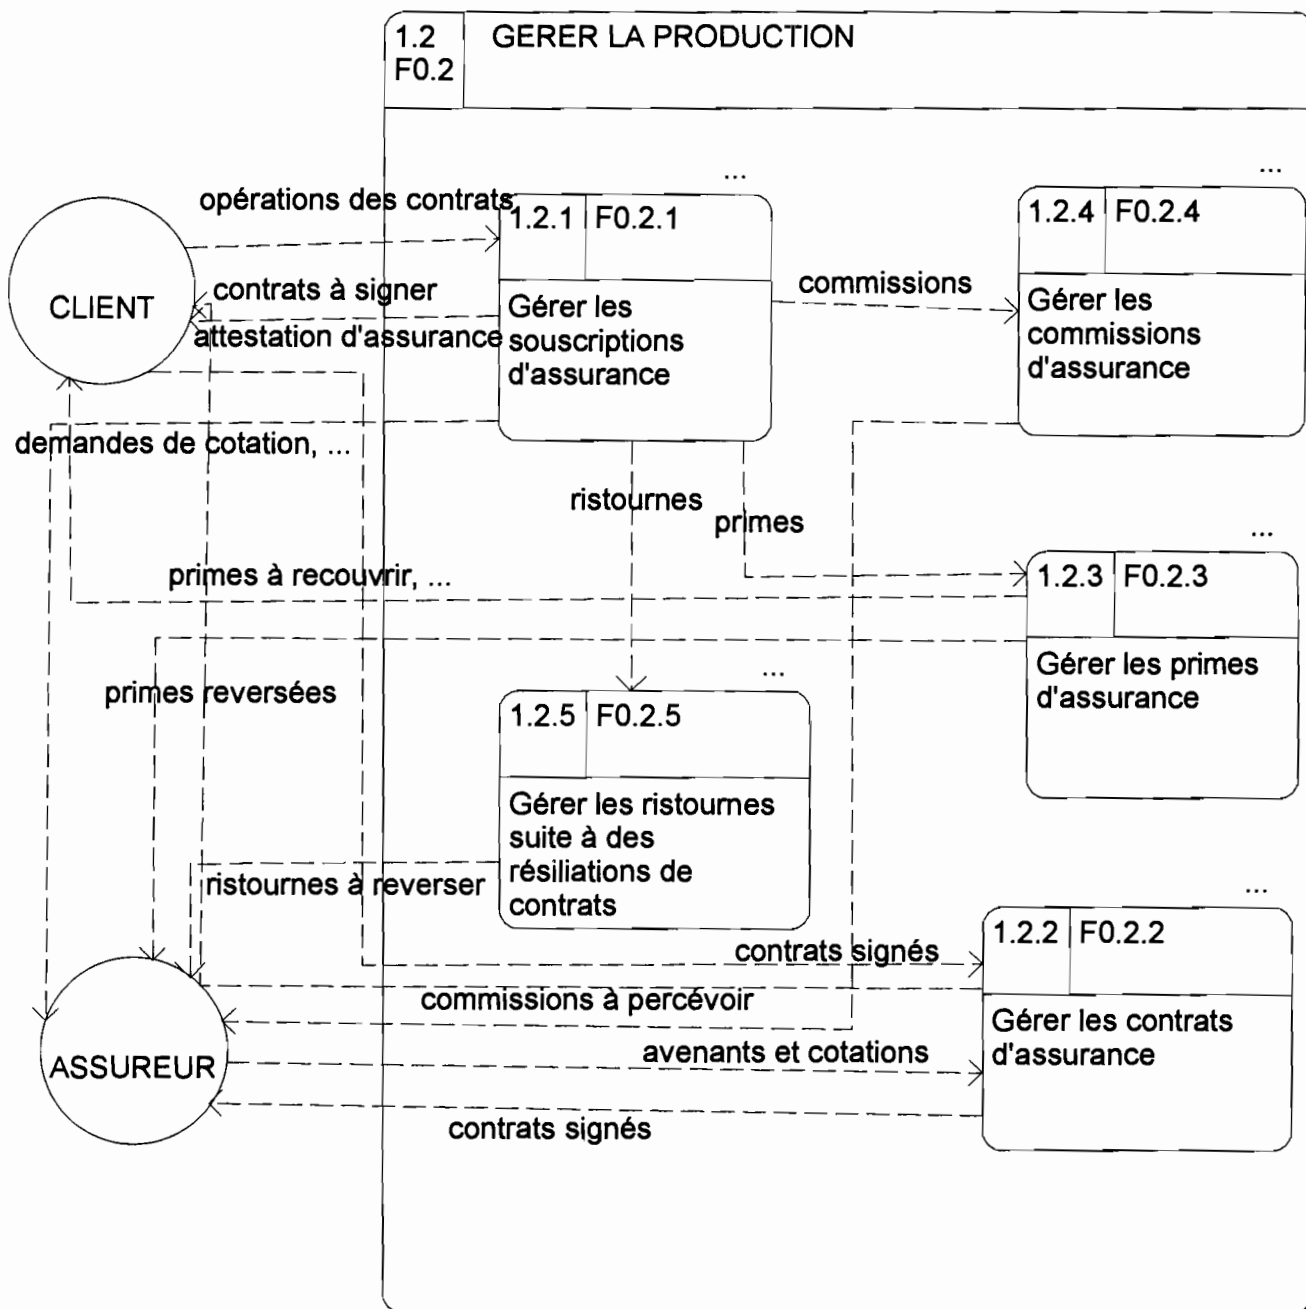 1.2
F0.2
GERER LA PRODUCTION
...
...
opérations des contrats
1.2.1
F0.2.1
1.2.4
F0.2.4
CLIENT
contrats à signer
attestation d'assurance
Gérer les
souscriptions
d'assurance
commissions
Gérer les
commissions
d'assurance
demandes de cotation, ...
ristournes
primes
...
primes à recouvrir, ...
1.2.3
F0.2.3
Gérer les primes
d'assurance
primes reversées
...
1.2.5
F0.2.5
Gérer les ristournes
suite à des
résiliations de
contrats
ristournes à reverser
...
1.2.2
F0.2.2
contrats signés
commissions à percévoir
Gérer les contrats
d'assurance
avenants et cotations
ASSUREUR
contrats signés